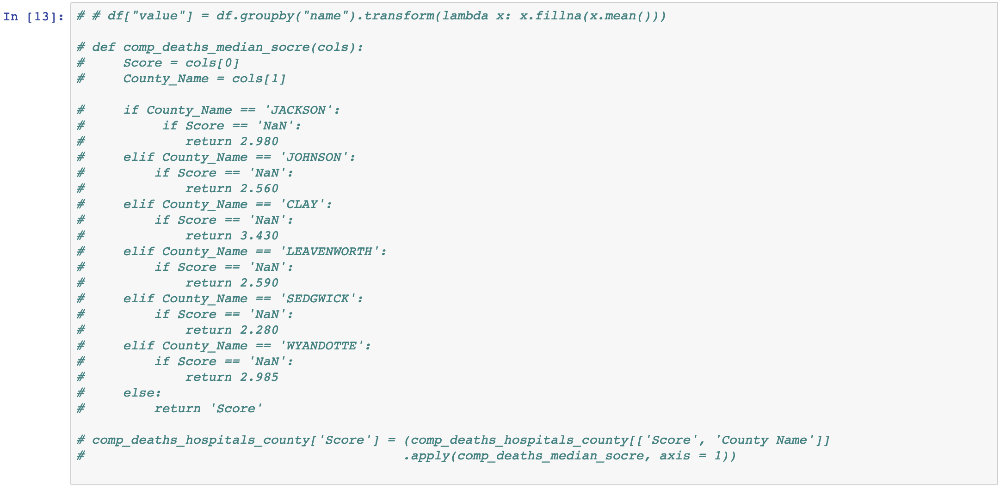 In [13]: # # df["value"] = df.groupby("name").transform(lambda x: x.fillna(x.mean()))
# def comp_deaths_median_socre(cols):
#     Score = cols[0]
#     County_Name = cols[1]
#     if County_Name == 'JACKSON':
#          if Score == 'NaN':
#             return 2.980
#     elif County_Name == 'JOHNSON':
#         if Score == 'NaN':
#             return 2.560
#     elif County_Name == 'CLAY':
#         if Score == 'NaN':
#             return 3.430
#     elif County_Name == 'LEAVENWORTH':
#         if Score == 'NaN':
#             return 2.590
#     elif County_Name == 'SEDGWICK':
#         if Score == 'NaN':
#             return 2.280
#     elif County_Name == 'WYANDOTTE':
#         if Score == 'NaN':
#             return 2.985
#     else:
#         return 'Score'
# comp_deaths_hospitals_county['Score'] = (comp_deaths_hospitals_county[['Score', 'County Name']]
#                                         .apply(comp_deaths_median_socre, axis = 1))